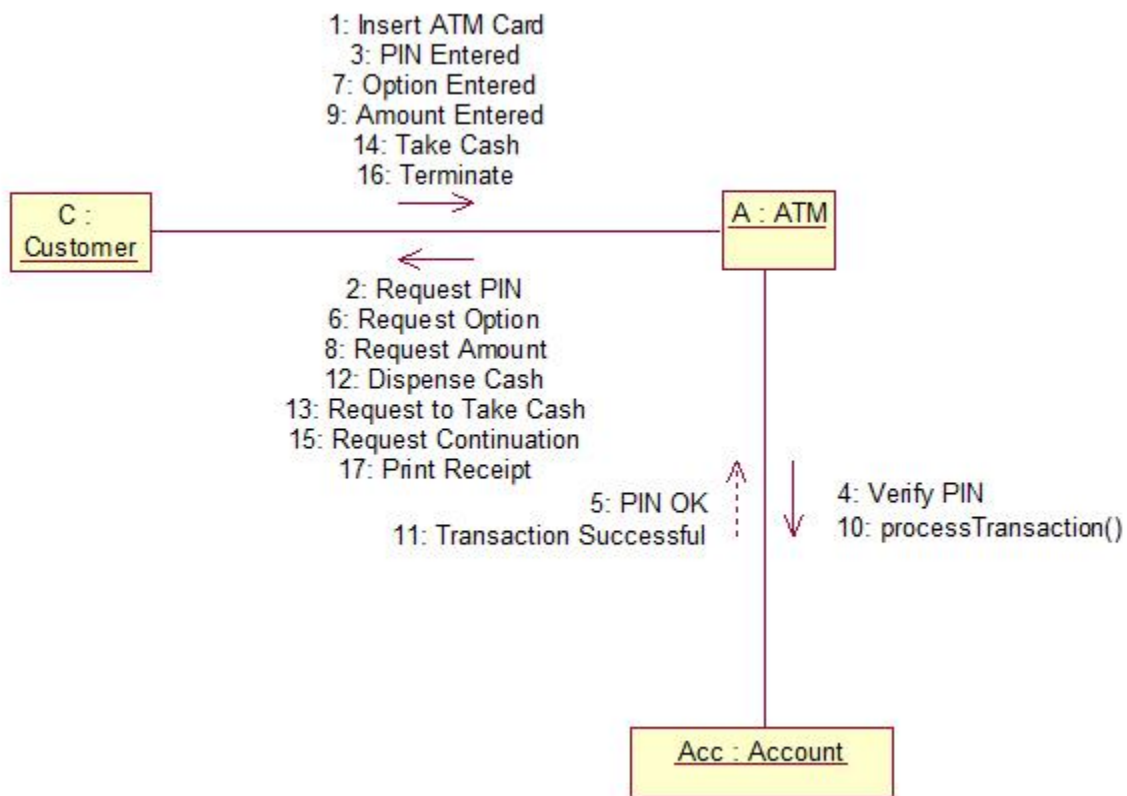 1: Insert ATM Card
3: PIN Entered
7: Option Entered
9: Amount Entered
14: Take Cash
16: Terminate
C :
Customer
A : ATM
2: Request PIN
6: Request Option
8: Request Amount
12: Dispense Cash
13: Request to Take Cash
15: Request Continuation
17: Print Receipt
5: PIN OK
11: Transaction Successful
4: Verify PIN
10: processTransaction()
Acc : Account